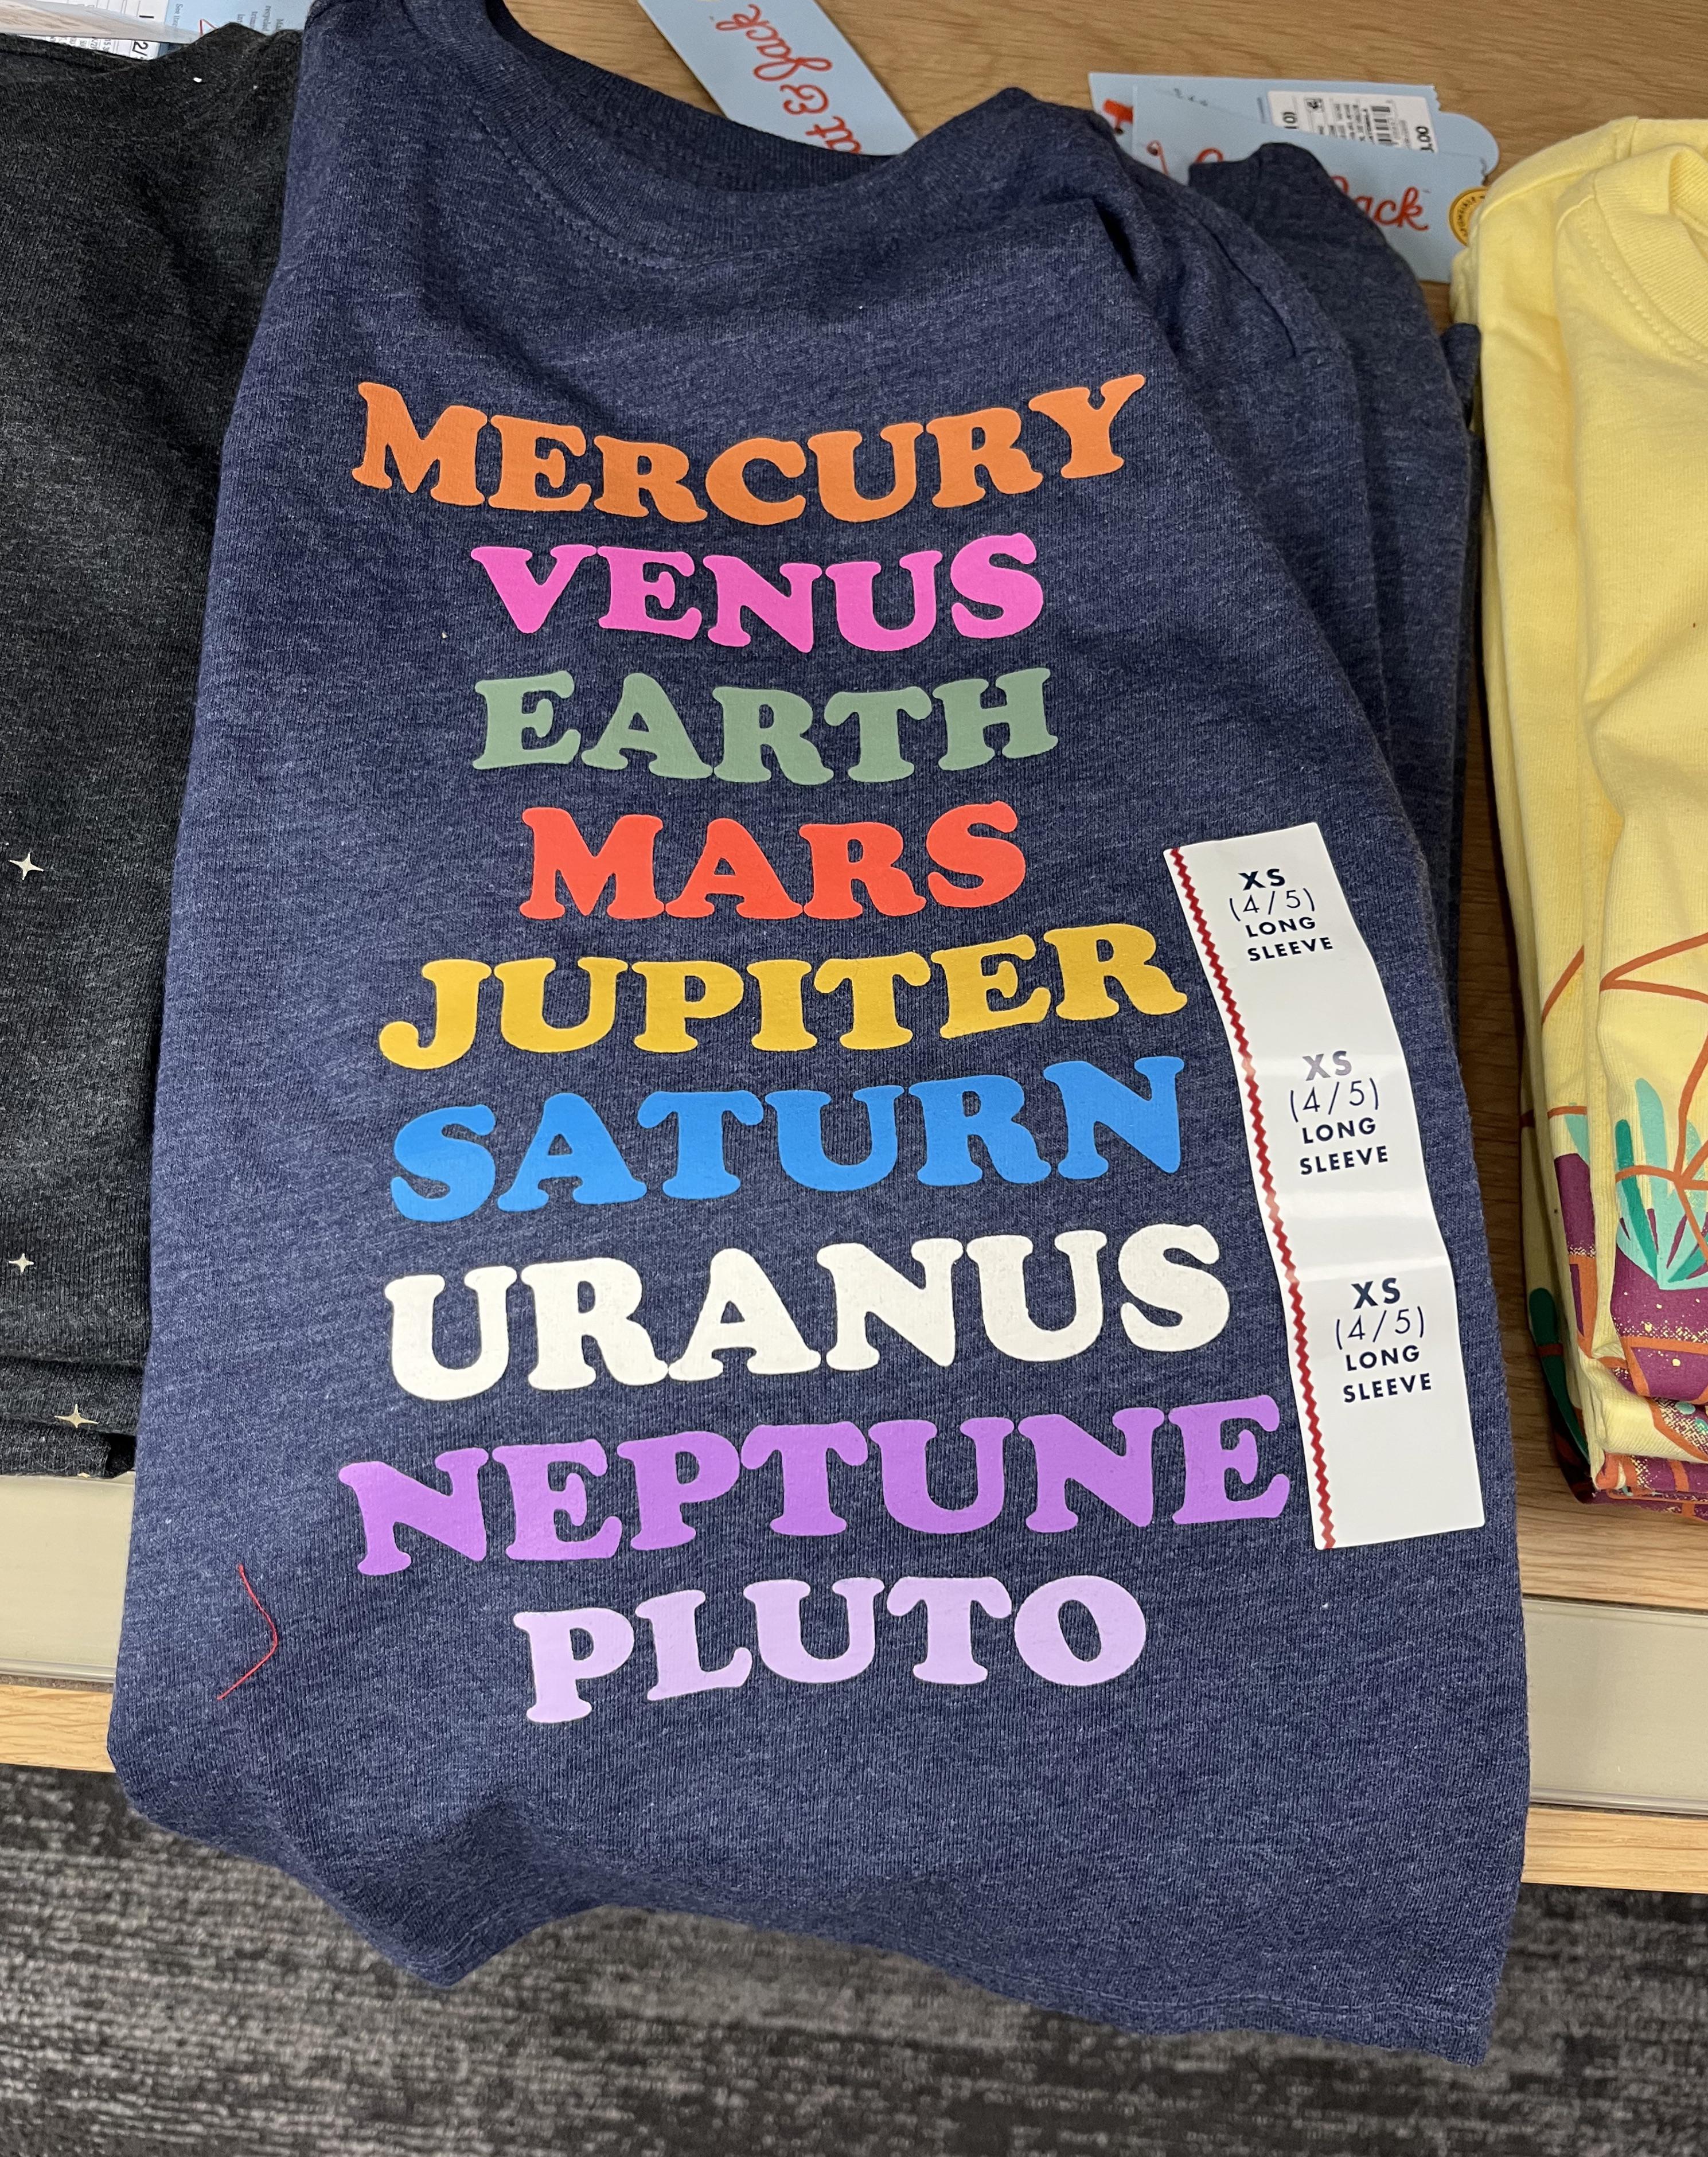 Jack
MERCURY
VENUS
EARTH
MARS
JUPITER
SATURN
URANUS
NEPTUNE
PLUTO
XS
(4/5)
LONG
SLEEVE
XS
(4/5)
LONG
SLEEVE
XS
(4/5)
LONG
SLEEVE